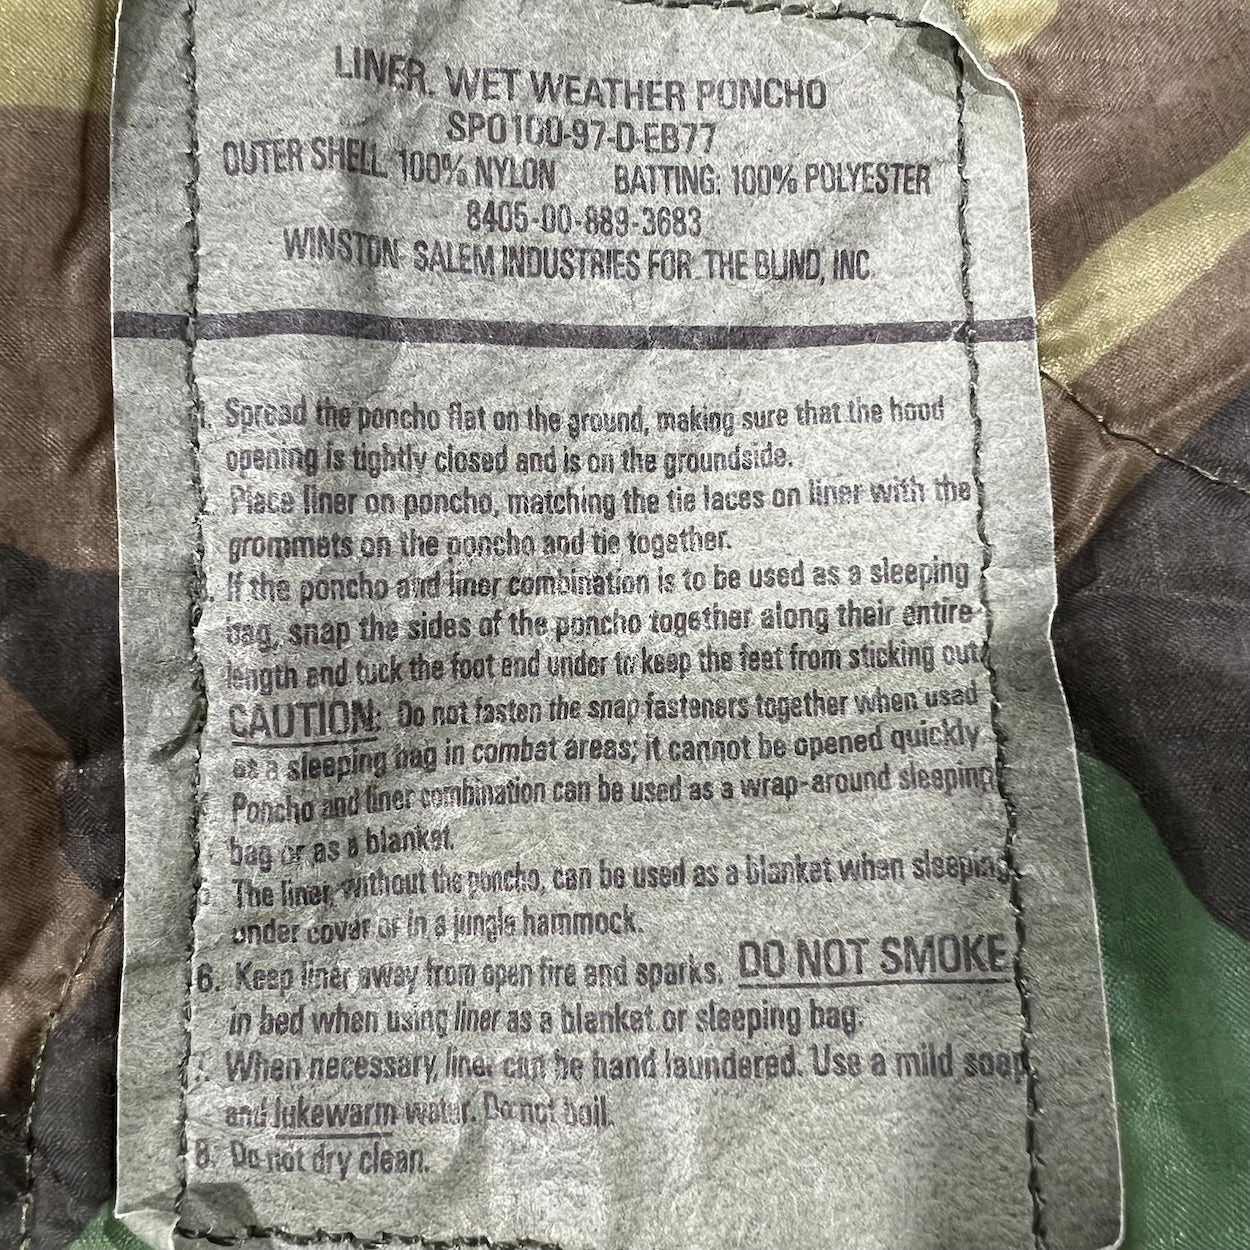 LINER, WET WEATHER PONCHO
SPO100-97-D-EB77
OUTER SHELL: 100% NYLON BATTING: 100% POLYESTER
8405-00-889-3683
WINSTON-SALEM INDUSTRIES FOR THE BLIND, INC
1. Spread the poncho flat on the ground, making sure that the hood
opening is tightly closed and is on the groundside.
2. Place liner on poncho, matching the tie laces on liner with the
grommets on the poncho and tie together.
3. If the poncho and liner combination is to be used as a sleeping
bag, snap the sides of the poncho together along their entire
length and tuck the foot end under to keep the feet from sticking out.
CAUTION: Do not fasten the snap fasteners together when used
as a sleeping bag in combat areas; it cannot be opened quickly.
Poncho and liner combination can be used as a wrap-around sleeping
bag or as a blanket.
5. The liner, without the poncho, can be used as a blanket when sleeping
under cover or in a jungle hammock.
6. Keep liner away from open fire and sparks. DO NOT SMOKE
in bed when using liner as a blanket or sleeping bag.
7. When necessary, liner can be hand laundered. Use a mild soap
and lukewarm water. Do not boil.
8. Do not dry clean.